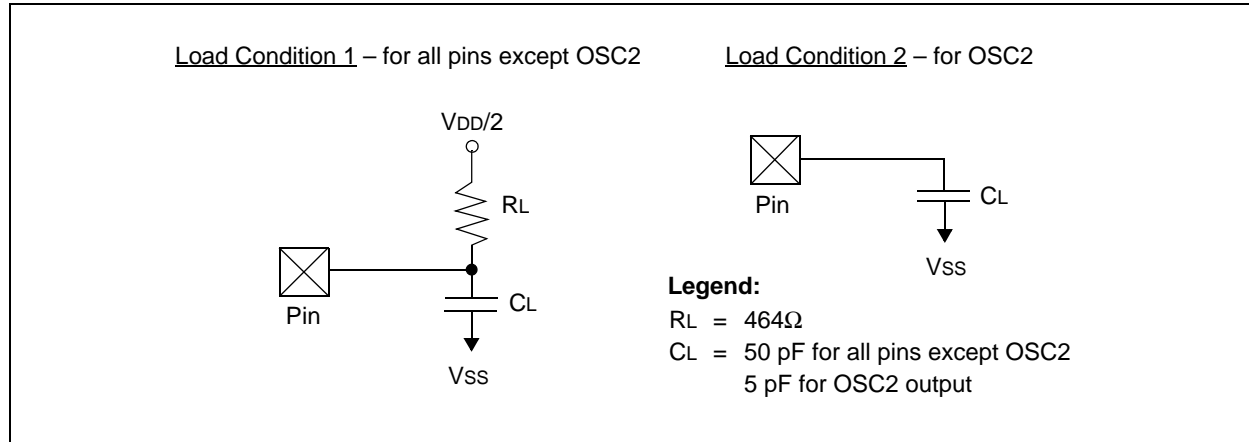 Load Condition 1 – for all pins except OSC2
VDD/2
RL
Pin
CL
VSS
Load Condition 2 – for OSC2
Pin
CL
VSS
Legend:
RL = 464Ω
CL = 50 pF for all pins except OSC2
5 pF for OSC2 output